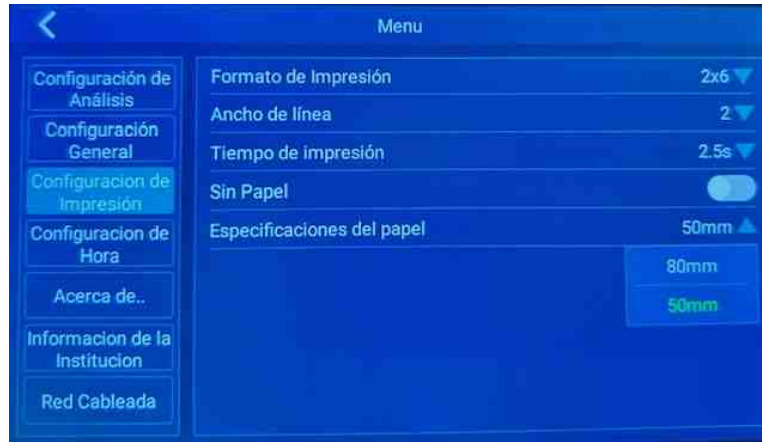 Menu
Configuración de
Análisis
Configuración
General
Configuracion de
Impresión
Configuracion de
Hora
Acerca de..
Informacion de la
Institucion
Red Cableada
Formato de Impresión 2x6
Ancho de línea 2
Tiempo de impresión 2.5s
Sin Papel
Especificaciones del papel 50mm
80mm
50mm